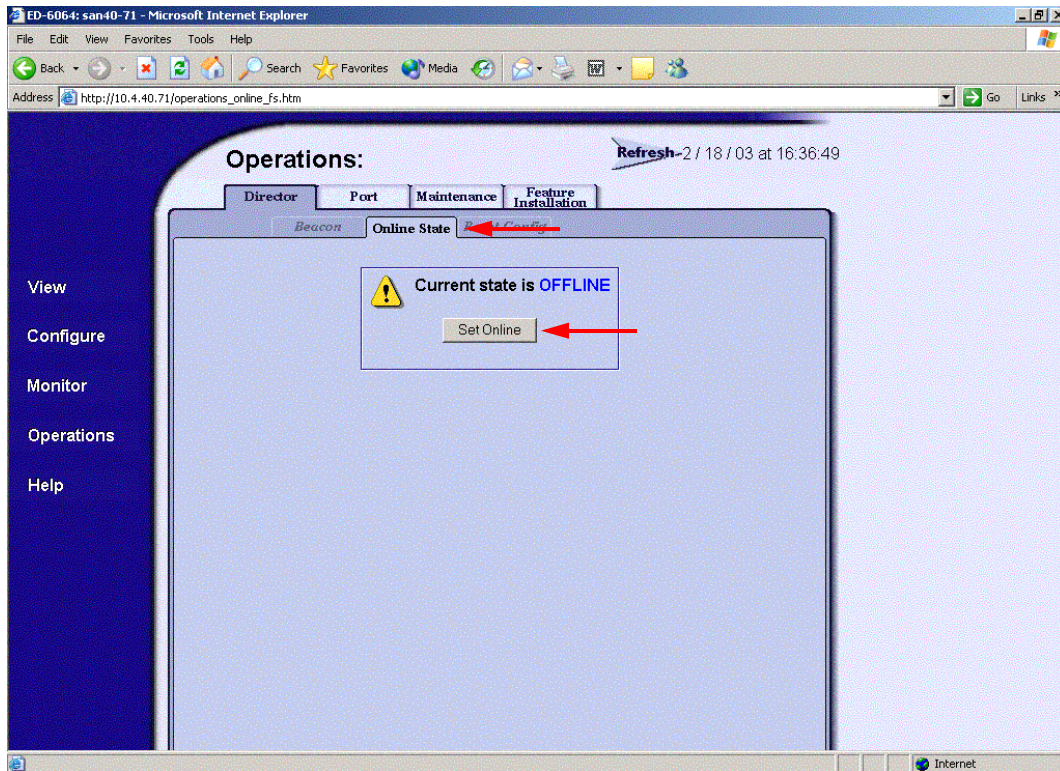 ED-6064: san40-71 - Microsoft Internet Explorer
File Edit View Favorites Tools Help
Back Search Favorites Media
Address http://10.4.40.71/operations_online_fs.htm Go Links »
Operations:
Refresh-2 / 18 / 03 at 16:36:49
Director Port Maintenance Feature Installation
Beacon Online State Config
Current state is OFFLINE
Set Online
View
Configure
Monitor
Operations
Help
Internet